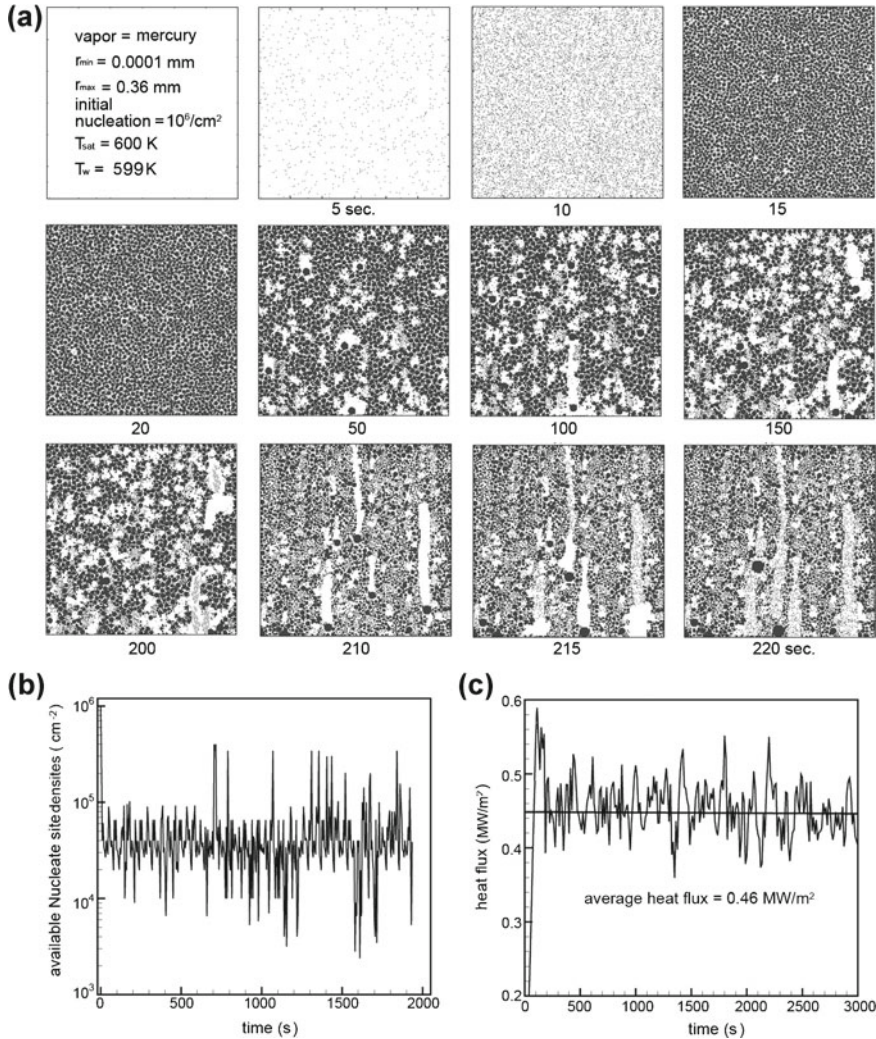 (a)
vapor = mercury
rmin = 0.0001 mm
rmax = 0.36 mm
initial
nucleation = 10⁶/cm²
Tsat = 600 K
Tw = 599 K
5 sec.
10
15
20
50
100
150
200
210
215
220 sec.
(b)
available Nucleate sitedensites ( cm⁻²)
10⁶
10⁵
10⁴
10³
0
500
1000
1500
2000
time (s)
(c)
heat flux (MW/m²)
0.6
0.5
0.4
0.3
0.2
average heat flux = 0.46 MW/m²
0
500
1000
1500
2000
2500
3000
time (s)